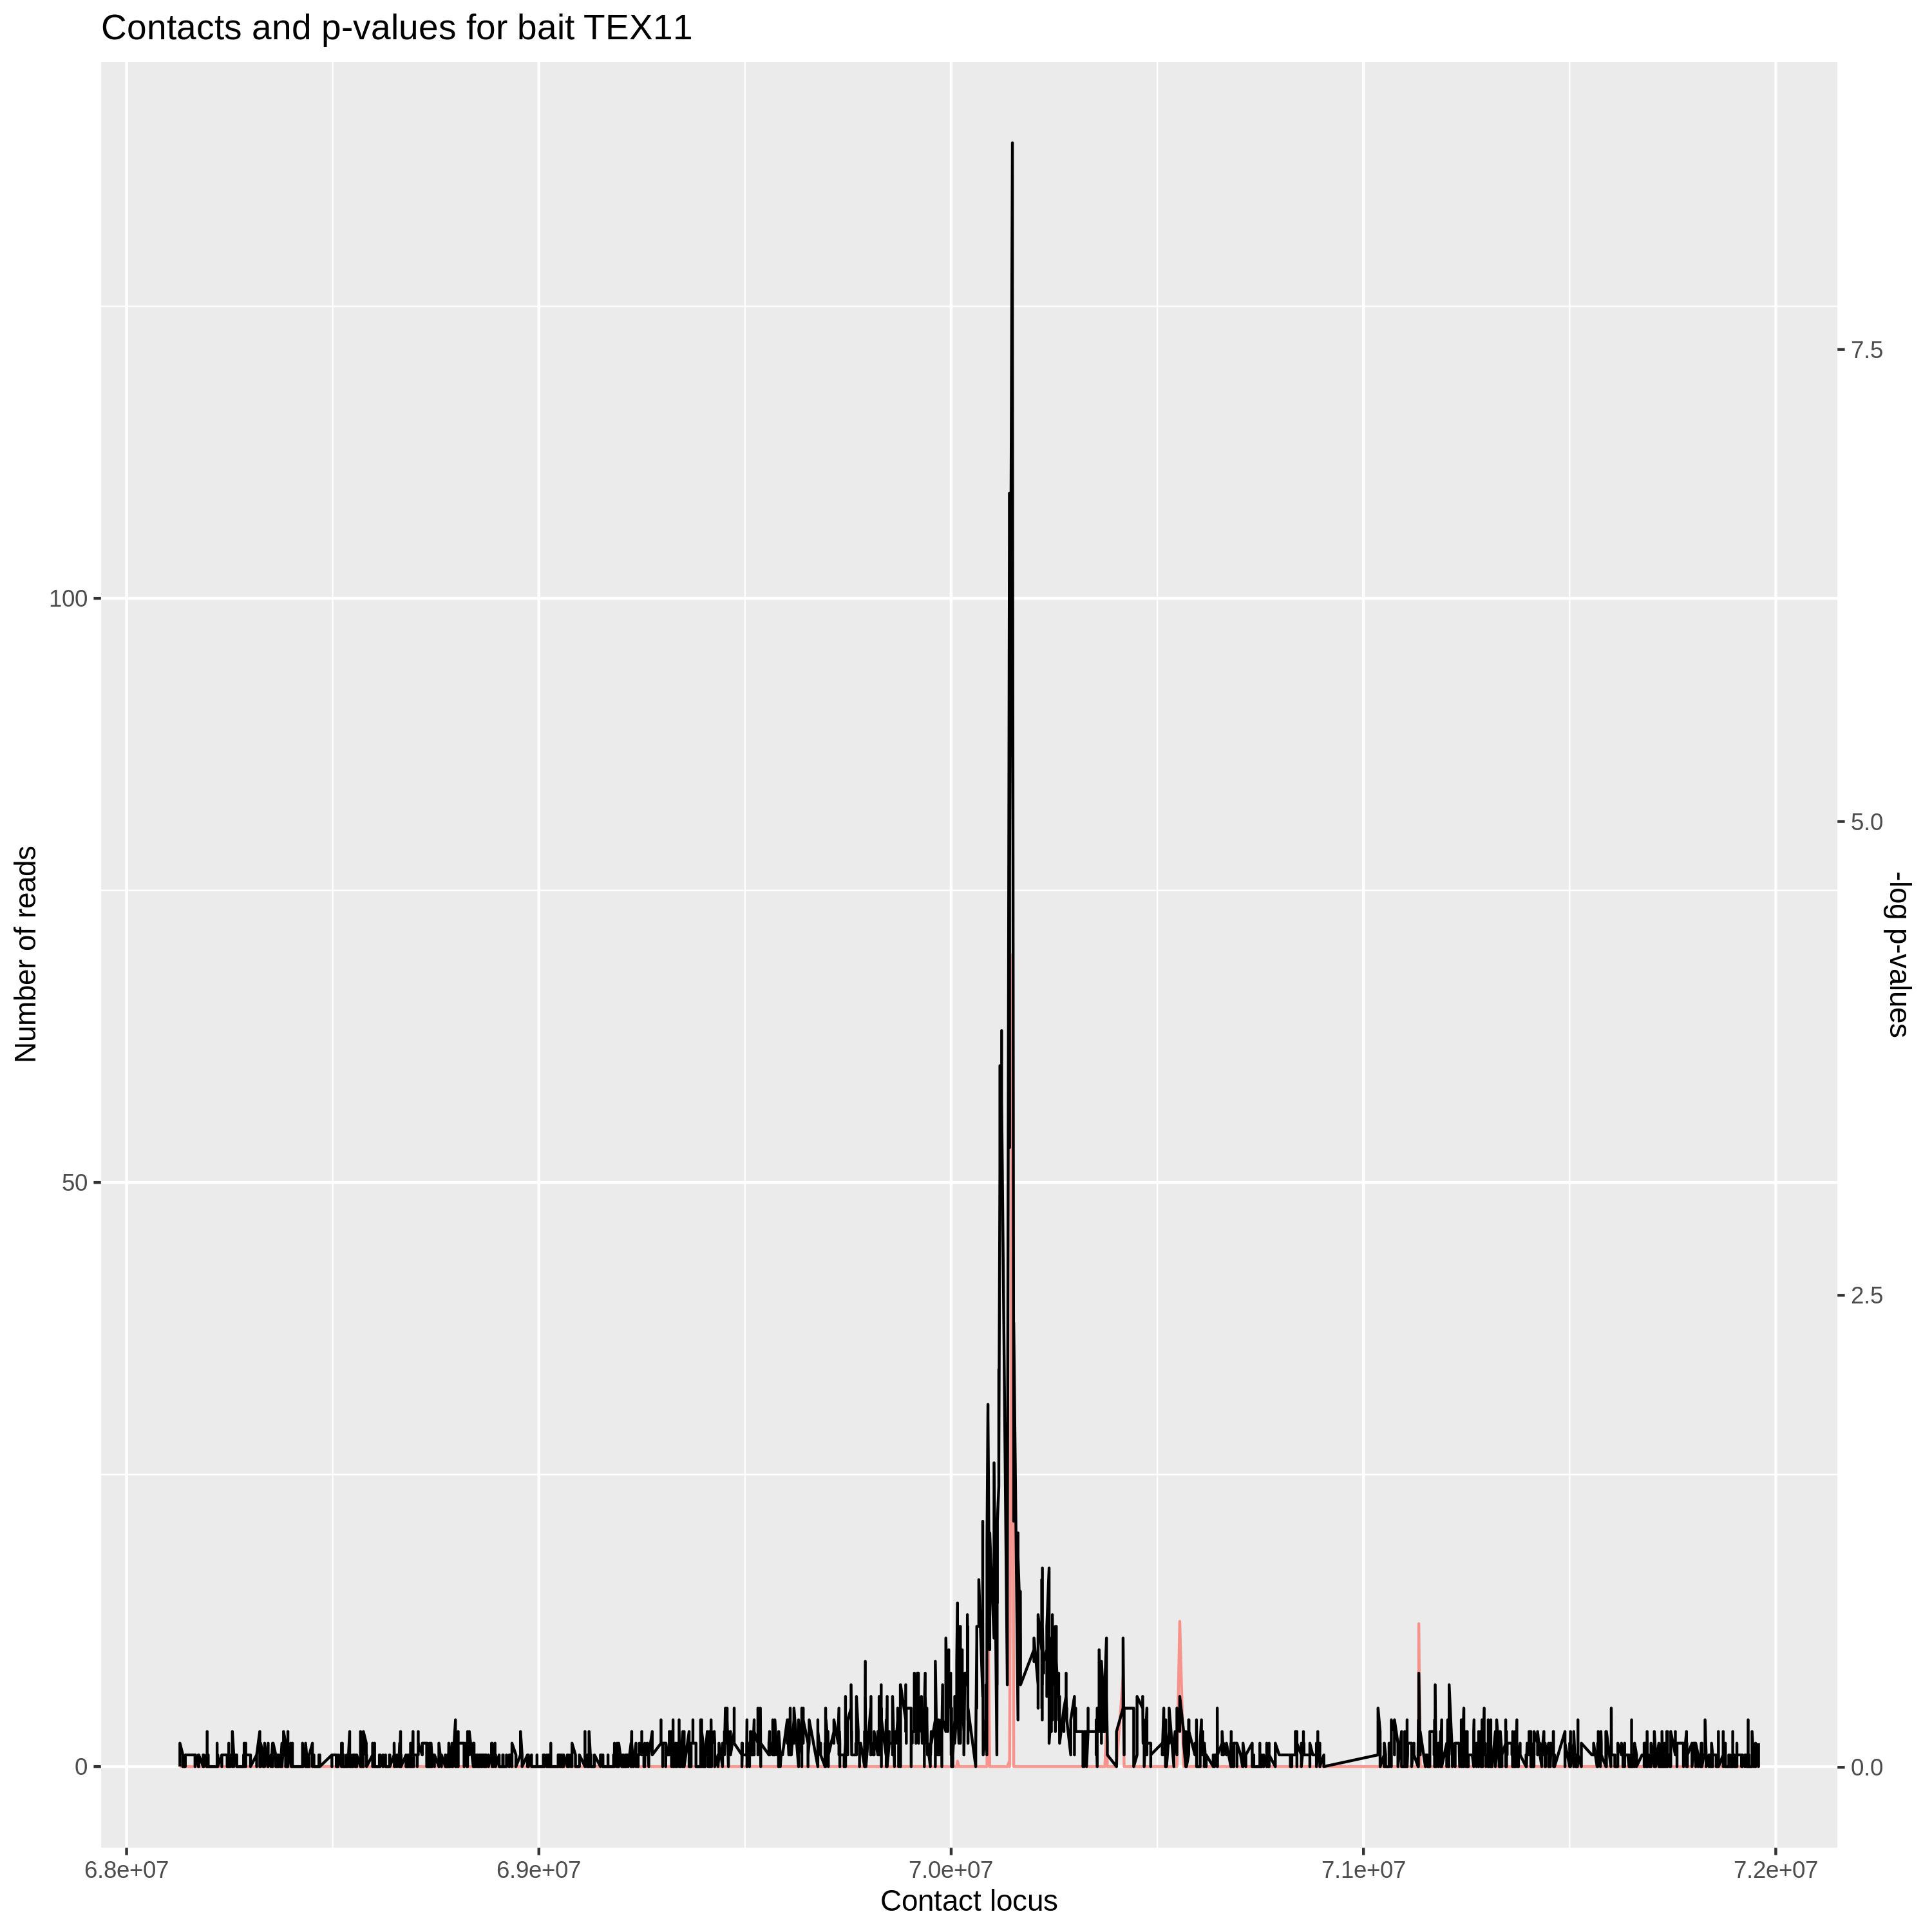 Contacts and p-values for bait TEX11
Number of reads
100
50
0
7.5
5.0
2.5
0.0
-log p-values
6.8e+07 6.9e+07 7.0e+07 7.1e+07 7.2e+07
Contact locus